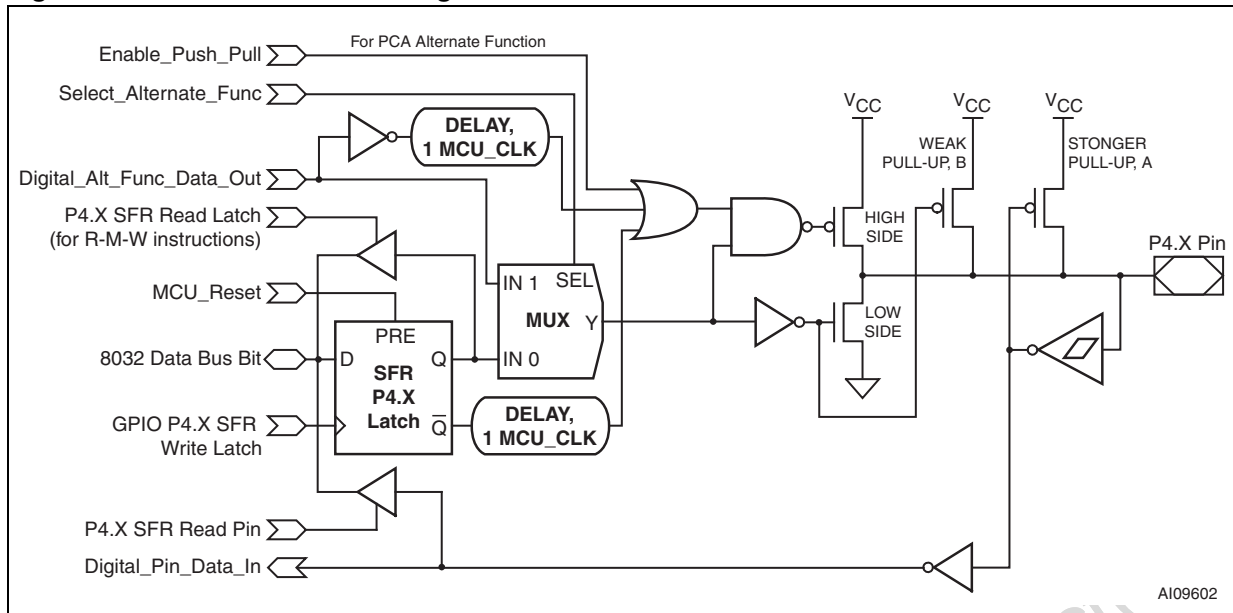 Enable_Push_Pull
For PCA Alternate Function
Select_Alternate_Func
DELAY,
1 MCU_CLK
Digital_Alt_Func_Data_Out
P4.X SFR Read Latch
(for R-M-W instructions)
MCU_Reset
8032 Data Bus Bit
GPIO P4.X SFR
Write Latch
P4.X SFR Read Pin
Digital_Pin_Data_In
PRE
D
Q
SFR
P4.X
Latch
Q
DELAY,
1 MCU_CLK
IN 1
SEL
MUX
Y
IN 0
VCC
VCC
VCC
WEAK
PULL-UP, B
STONGER
PULL-UP, A
HIGH
SIDE
LOW
SIDE
P4.X Pin
AI09602